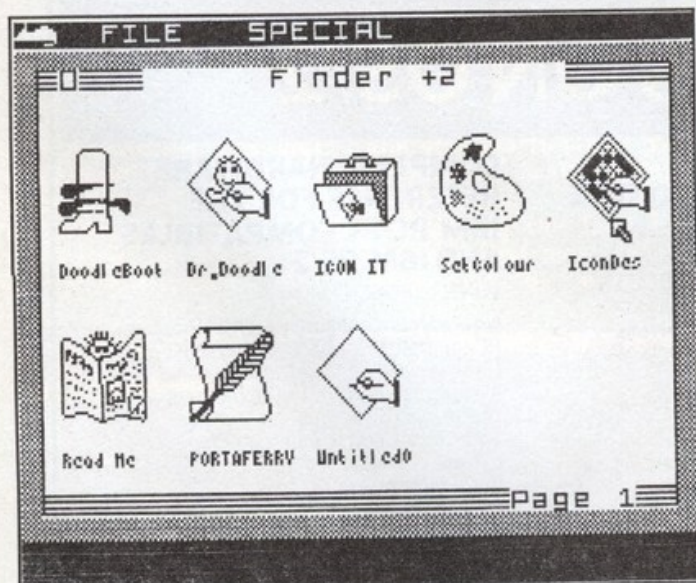 FILE SPECIAL
Finder +2
DoodleBoot Dr.Doodle ICON IT SetColour IconDes
Read Me PORTAFERRY Untitled0
Page 1